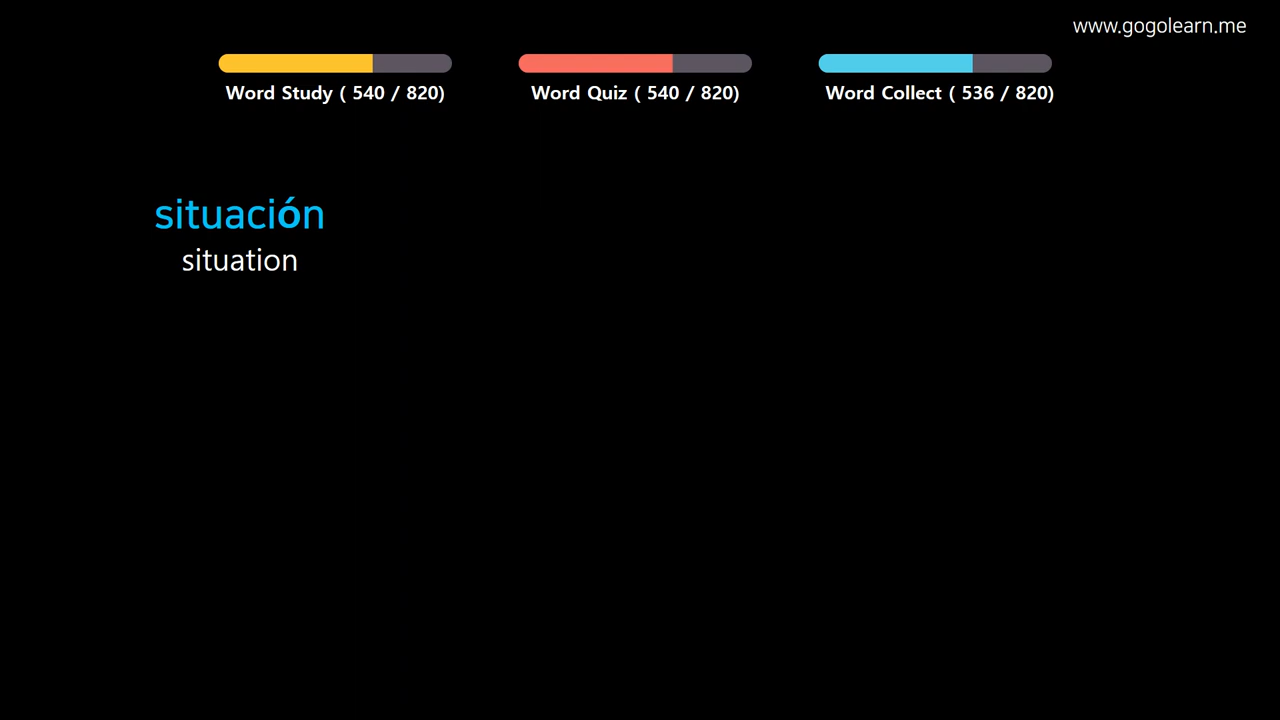 www.gogolearn.me
Word Study ( 540 / 820)
Word Quiz ( 540 / 820)
Word Collect ( 536 / 820)
situación
situation